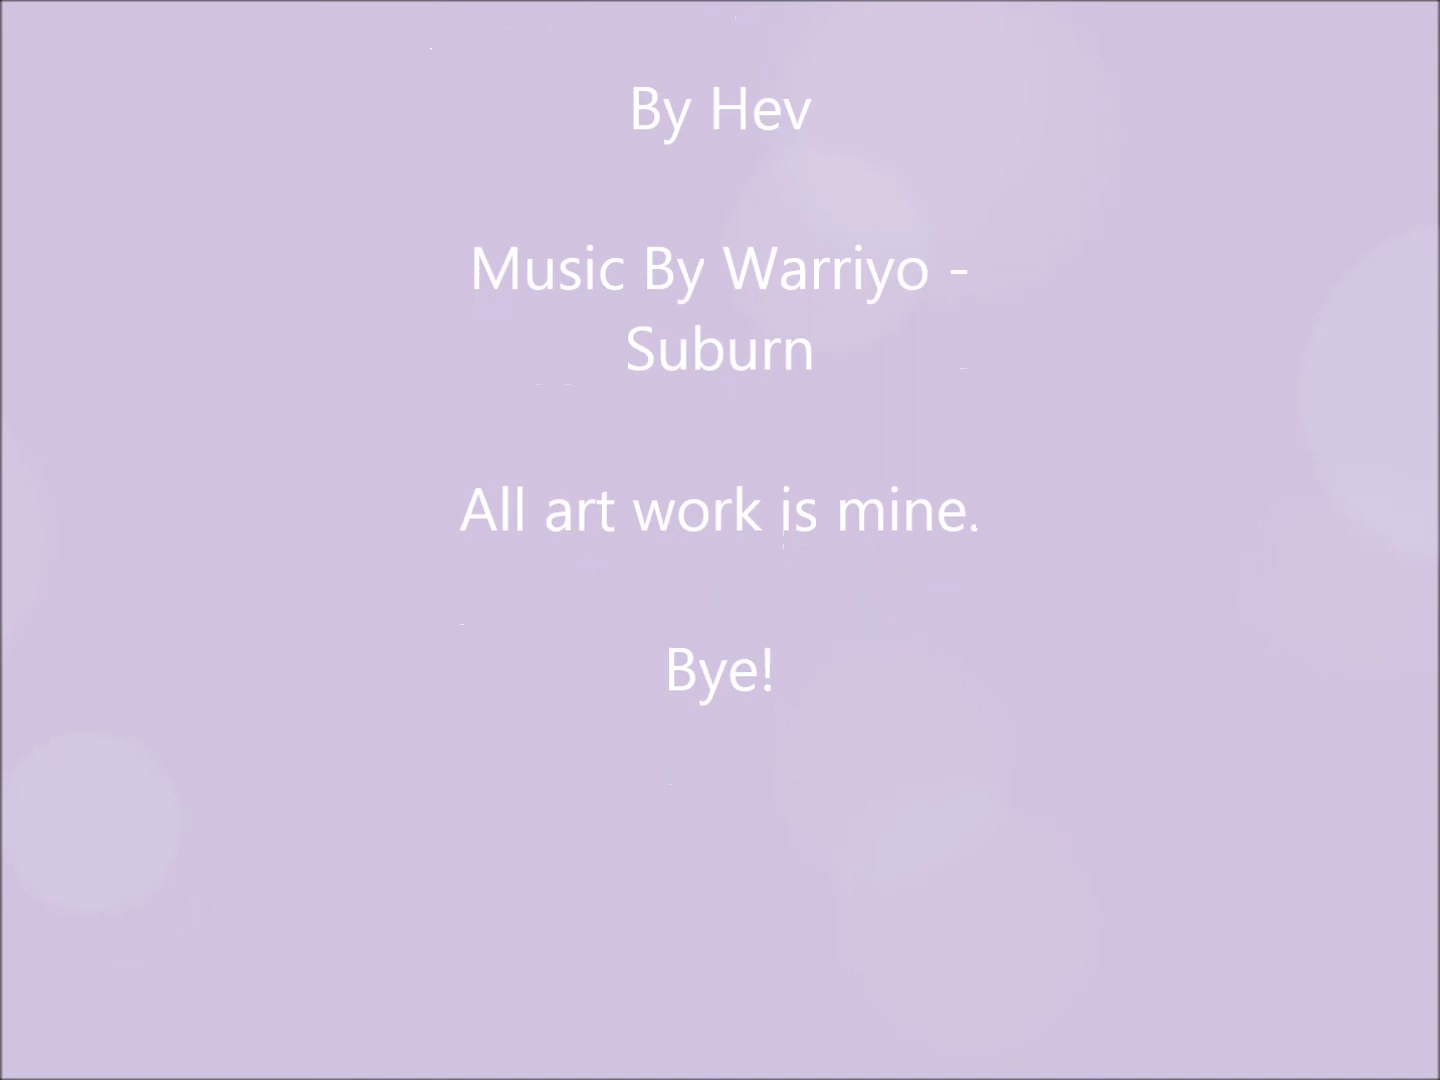 By Hev
Music By Warriyo -
Suburn
All art work is mine.
Bye!